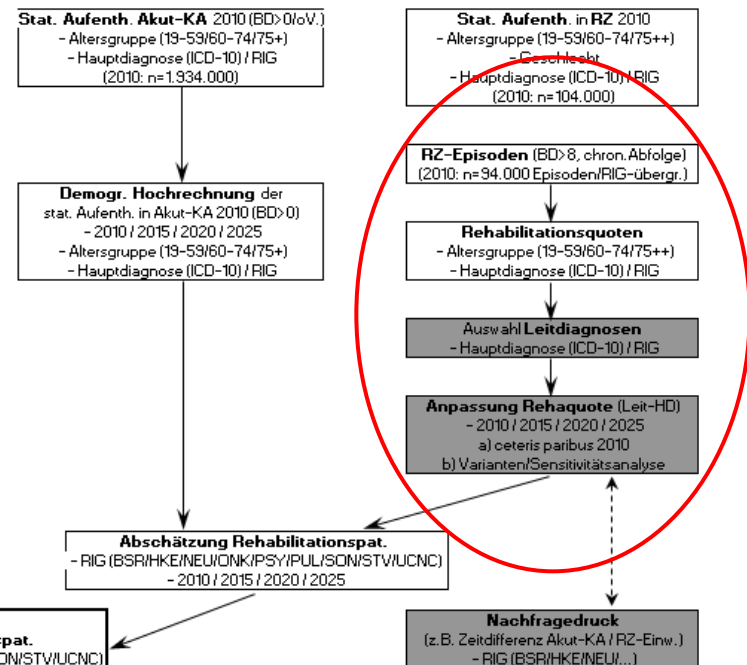 Stat. Aufenth. Akut-KA 2010 (BD>0/oV.)
- Altersgruppe (19-59/60-74/75+)
- Hauptdiagnose (ICD-10) / RIG
(2010: n=1.934.000)
Stat. Aufenth. in RZ 2010
- Altersgruppe (19-59/60-74/75++)
- Geschlecht
- Hauptdiagnose (ICD-10) / RIG
(2010: n=104.000)
RZ-Episoden (BD>8, chron. Abfolge)
(2010: n=94.000 Episoden/RIG-übergr.)
Demogr. Hochrechnung der
stat. Aufenth. in Akut-KA 2010 (BD>0)
- 2010 / 2015 / 2020 / 2025
- Altersgruppe (19-59/60-74/75+)
- Hauptdiagnose (ICD-10) / RIG
Rehabilitationsquoten
- Altersgruppe (19-59/60-74/75++)
- Hauptdiagnose (ICD-10) / RIG
Auswahl Leitdiagnosen
- Hauptdiagnose (ICD-10) / RIG
Anpassung Rehaquote (Leit-HD)
- 2010 / 2015 / 2020 / 2025
a) ceteris paribus 2010
b) Varianten/Sensitivitätsanalyse
Abschätzung Rehabilitationspat.
- RIG (BSR/HKE/NEU/ONK/PSY/PUL/SON/STV/UCNC)
- 2010 / 2015 / 2020 / 2025
pat.
ON/STV/UCNC)
Nachfragedruck
(z.B. Zeitdifferenz Akut-KA / RZ-Einw.)
- RIG (BSR/HKE/NEU/...)